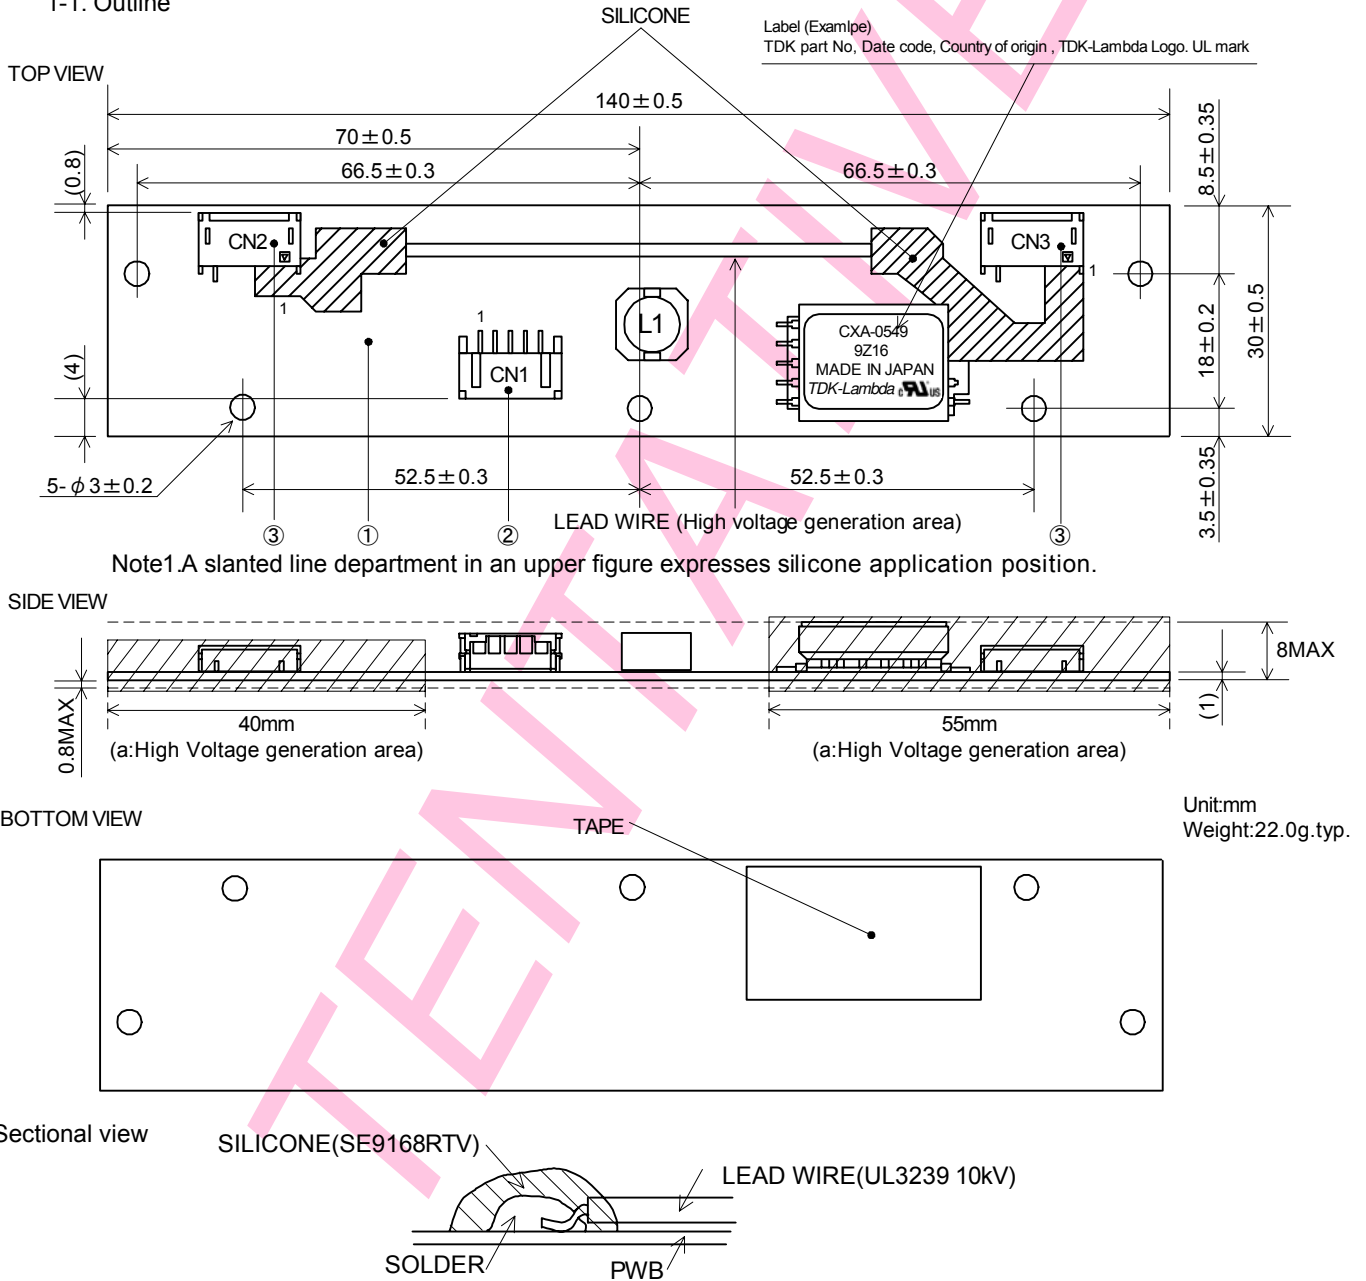 1-1. Outline
SILICONE
Label (Examlpe)
TDK part No, Date code, Country of origin , TDK-Lambda Logo. UL mark
TOP VIEW
140±0.5
70±0.5
66.5±0.3
66.5±0.3
(0.8)
8.5±0.35
CN2
CN3
1
1
1
L1
CN1
CXA-0549
9Z16
MADE IN JAPAN
TDK-Lambda c RU US
18±0.2
30±0.5
(4)
3.5±0.35
5-ϕ3±0.2
52.5±0.3
52.5±0.3
LEAD WIRE (High voltage generation area)
③
①
②
③
Note1.A slanted line department in an upper figure expresses silicone application position.
SIDE VIEW
8MAX
0.8MAX
40mm
55mm
(1)
(a:High Voltage generation area)
(a:High Voltage generation area)
Unit:mm
Weight:22.0g.typ.
BOTTOM VIEW
TAPE
Sectional view
SILICONE(SE9168RTV)
LEAD WIRE(UL3239 10kV)
SOLDER
PWB
TENTATIVE